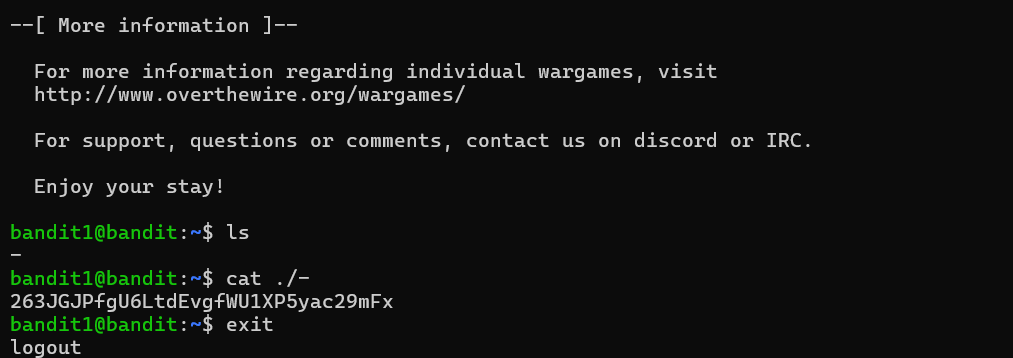 --[ More information ]--
For more information regarding individual wargames, visit
http://www.overthewire.org/wargames/
For support, questions or comments, contact us on discord or IRC.
Enjoy your stay!
bandit1@bandit:~$ ls
-
bandit1@bandit:~$ cat ./-
263JGJPfgU6LtdEvgfWU1XP5yac29mFx
bandit1@bandit:~$ exit
logout